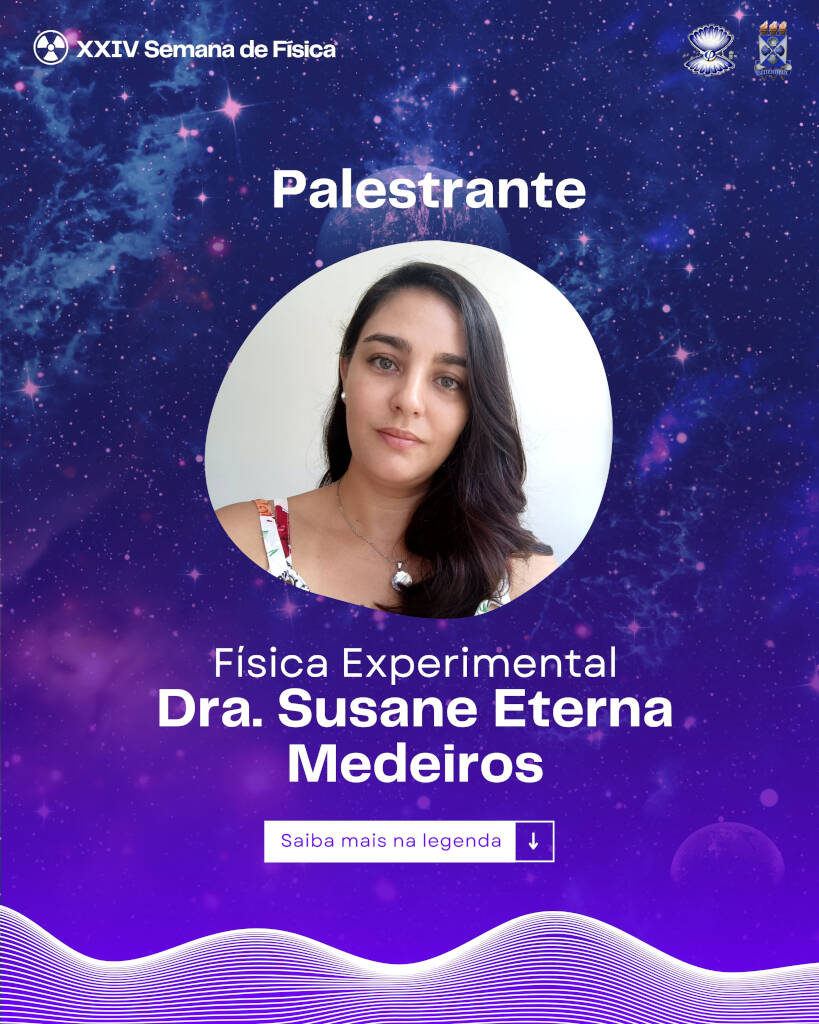 XXIV Semana de Física
Palestrante
Física Experimental
Dra. Susane Eterna
Medeiros
Saiba mais na legenda